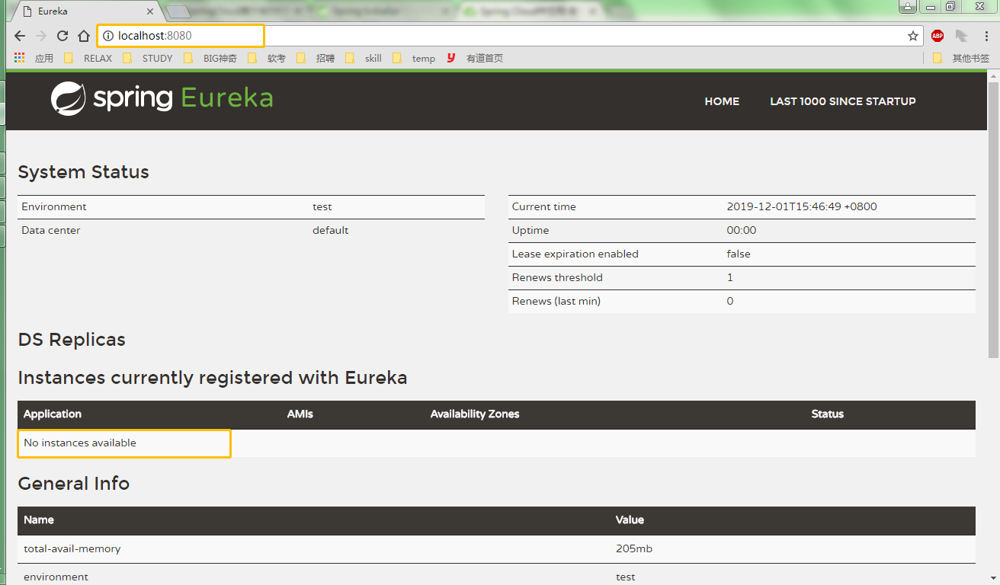 Eureka
localhost:8080
ABP
应用 RELAX STUDY BIG神奇 软考 招聘 skill temp 有道首页 其他书签
spring Eureka
HOME LAST 1000 SINCE STARTUP
System Status
Environment test
Data center default
Current time 2019-12-01T15:46:49 +0800
Uptime 00:00
Lease expiration enabled false
Renews threshold 1
Renews (last min) 0
DS Replicas
Instances currently registered with Eureka
Application AMIs Availability Zones Status
No instances available
General Info
Name Value
total-avail-memory 205mb
environment test